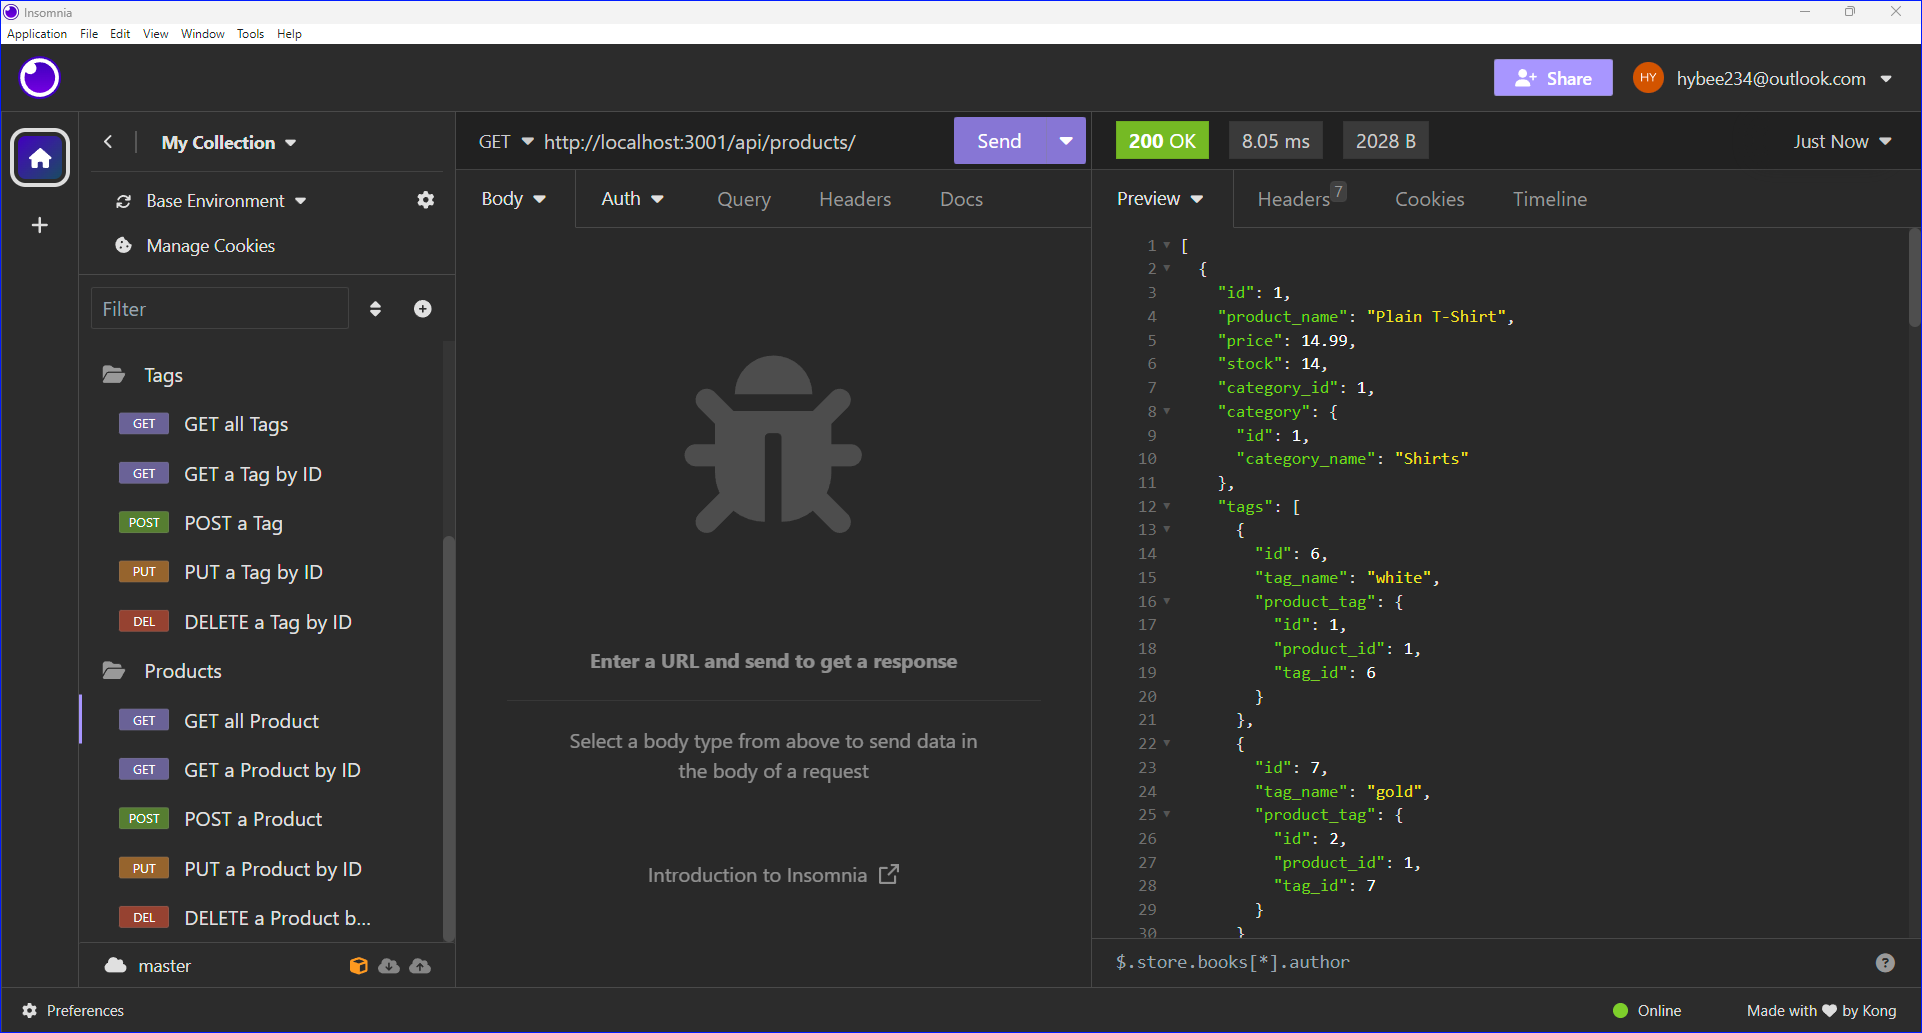 Insomnia
Application File Edit View Window Tools Help
Share
HY hybee234@outlook.com
My Collection
Base Environment
Manage Cookies
Filter
Tags
GET GET all Tags
GET GET a Tag by ID
POST POST a Tag
PUT PUT a Tag by ID
DEL DELETE a Tag by ID
Products
GET GET all Product
GET GET a Product by ID
POST POST a Product
PUT PUT a Product by ID
DEL DELETE a Product b...
master
GET http://localhost:3001/api/products/ Send
Body Auth Query Headers Docs
Enter a URL and send to get a response
Select a body type from above to send data in
the body of a request
Introduction to Insomnia
200 OK 8.05 ms 2028 B Just Now
Preview Headers 7 Cookies Timeline
1 [
2 {
3 "id": 1,
4 "product_name": "Plain T-Shirt",
5 "price": 14.99,
6 "stock": 14,
7 "category_id": 1,
8 "category": {
9 "id": 1,
10 "category_name": "Shirts"
11 },
12 "tags": [
13 {
14 "id": 6,
15 "tag_name": "white",
16 "product_tag": {
17 "id": 1,
18 "product_id": 1,
19 "tag_id": 6
20 }
21 },
22 {
23 "id": 7,
24 "tag_name": "gold",
25 "product_tag": {
26 "id": 2,
27 "product_id": 1,
28 "tag_id": 7
29 }
30 }
$.store.books[*].author
Preferences
Online
Made with ♥ by Kong